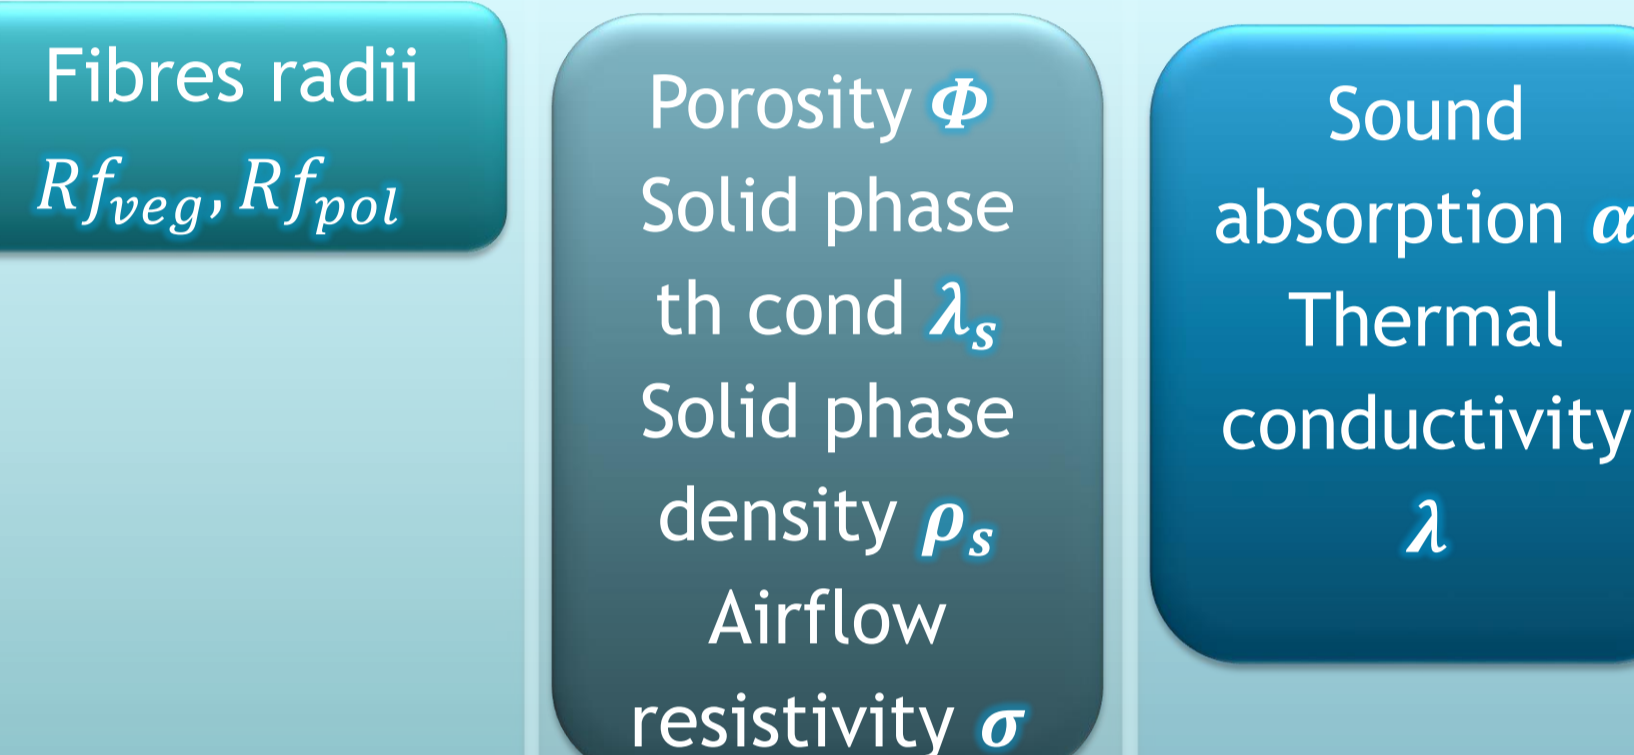 Fibres radii
Rf_veg, Rf_pol
Porosity Φ
Solid phase
th cond λ_s
Solid phase
density ρ_s
Airflow
resistivity σ
Sound
absorption α
Thermal
conductivity
λ